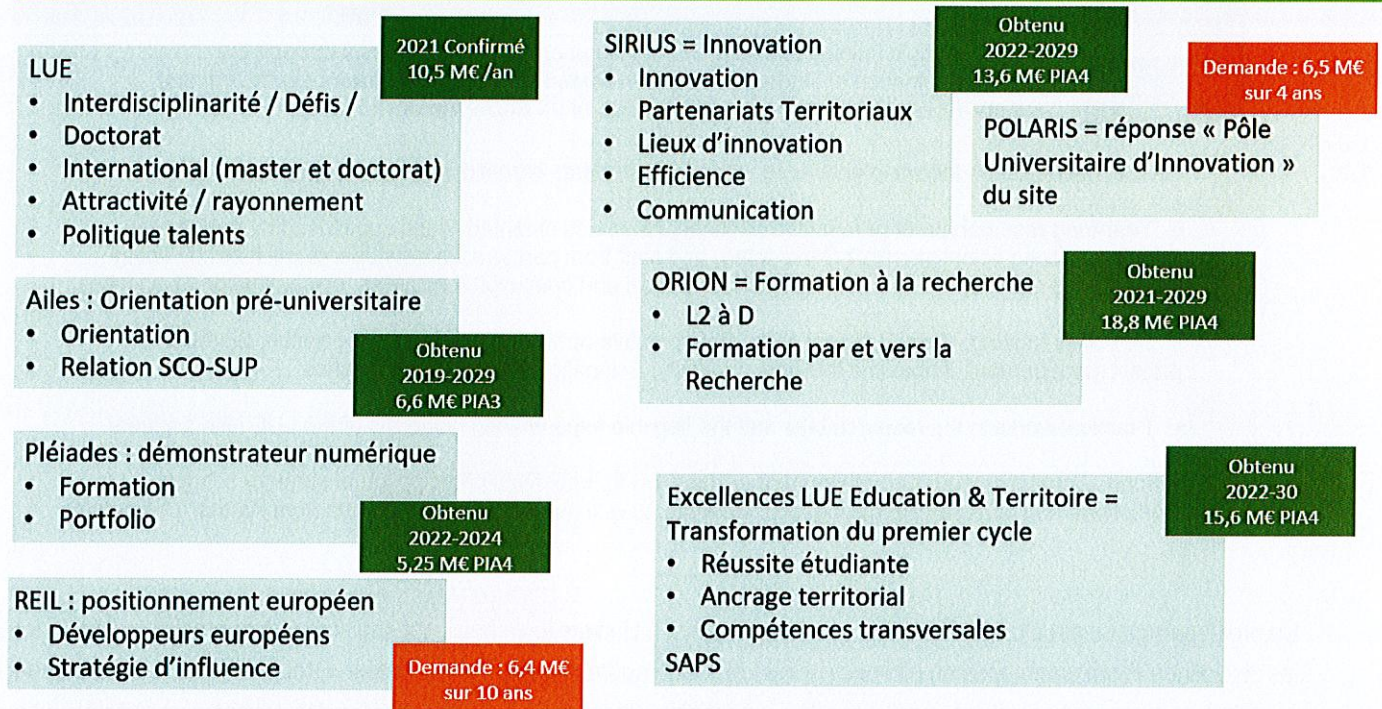 LUE
• Interdisciplinarité / Défis /
• Doctorat
• International (master et doctorat)
• Attractivité / rayonnement
• Politique talents
2021 Confirmé
10,5 M€ /an
Ailes : Orientation pré-universitaire
• Orientation
• Relation SCO-SUP
Obtenu
2019-2029
6,6 M€ PIA3
Pléiades : démonstrateur numérique
• Formation
• Portfolio
Obtenu
2022-2024
5,25 M€ PIA4
REIL : positionnement européen
• Développeurs européens
• Stratégie d'influence
Demande : 6,4 M€
sur 10 ans
SIRIUS = Innovation
• Innovation
• Partenariats Territoriaux
• Lieux d'innovation
• Efficience
• Communication
Obtenu
2022-2029
13,6 M€ PIA4
Demande : 6,5 M€
sur 4 ans
POLARIS = réponse « Pôle
Universitaire d'Innovation »
du site
ORION = Formation à la recherche
• L2 à D
• Formation par et vers la
Recherche
Obtenu
2021-2029
18,8 M€ PIA4
Excellences LUE Education & Territoire =
Transformation du premier cycle
• Réussite étudiante
• Ancrage territorial
• Compétences transversales
SAPS
Obtenu
2022-30
15,6 M€ PIA4